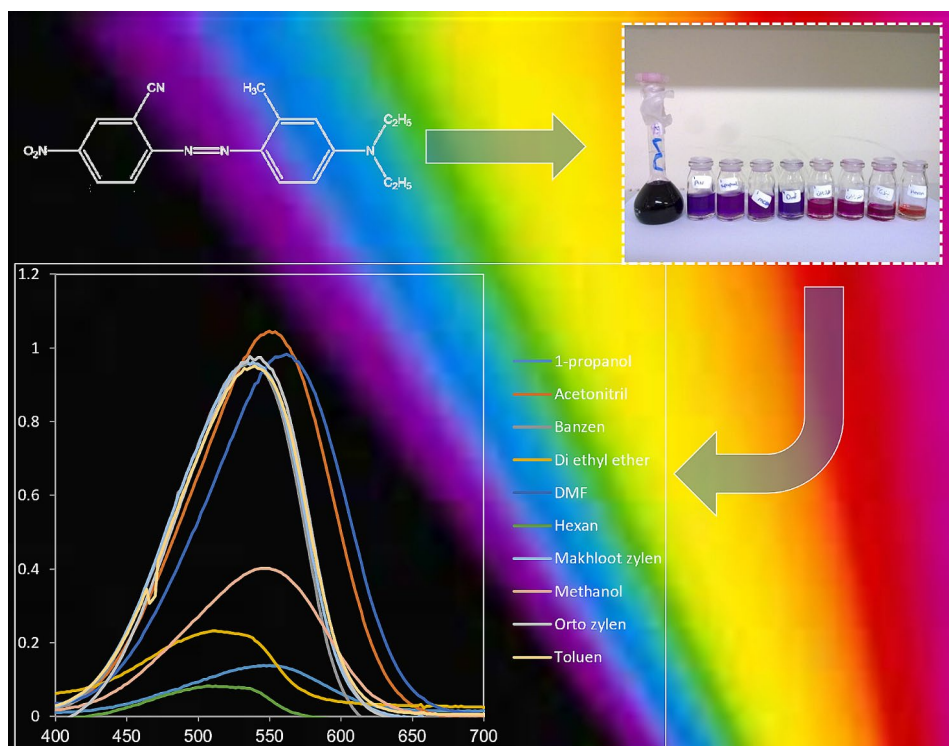 CN
H₃C
C₂H₅
O₂N
N
N
N
C₂H₅
1.2
1
0.8
0.6
0.4
0.2
0
400 450 500 550 600 650 700
1-propanol
Acetonitril
Banzen
Di ethyl ether
DMF
Hexan
Makhloot zylen
Methanol
Orto zylen
Toluen